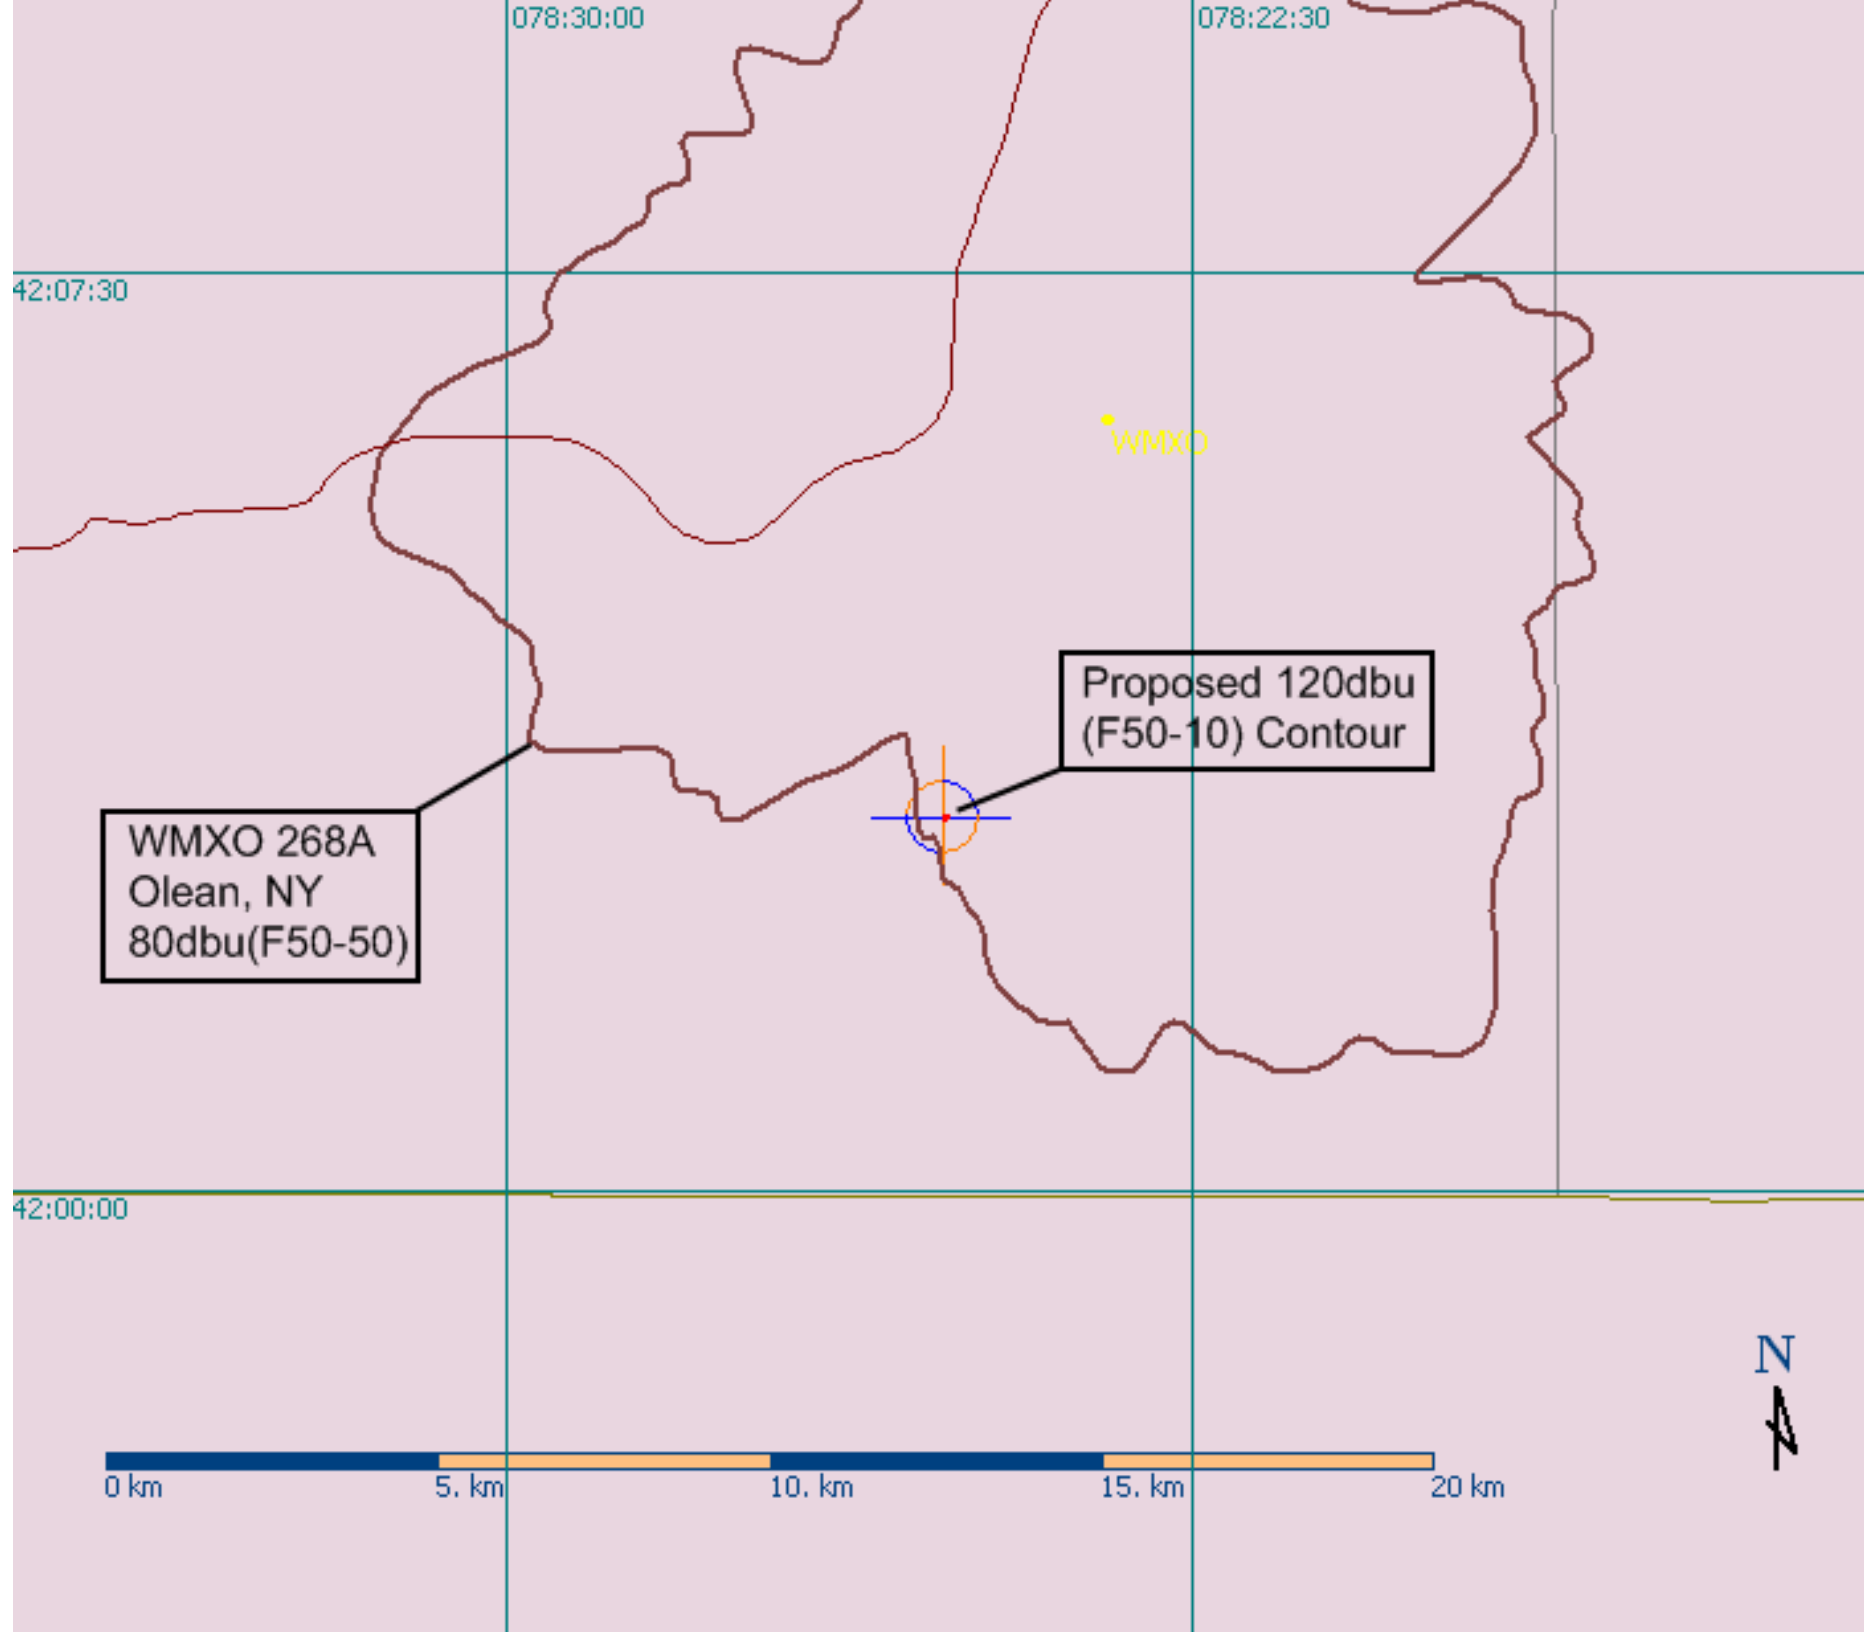 078:30:00
078:22:30
42:07:30
WMXO
Proposed 120dbu
(F50-10) Contour
WMXO 268A
Olean, NY
80dbu(F50-50)
42:00:00
N
0 km
5. km
10. km
15. km
20 km